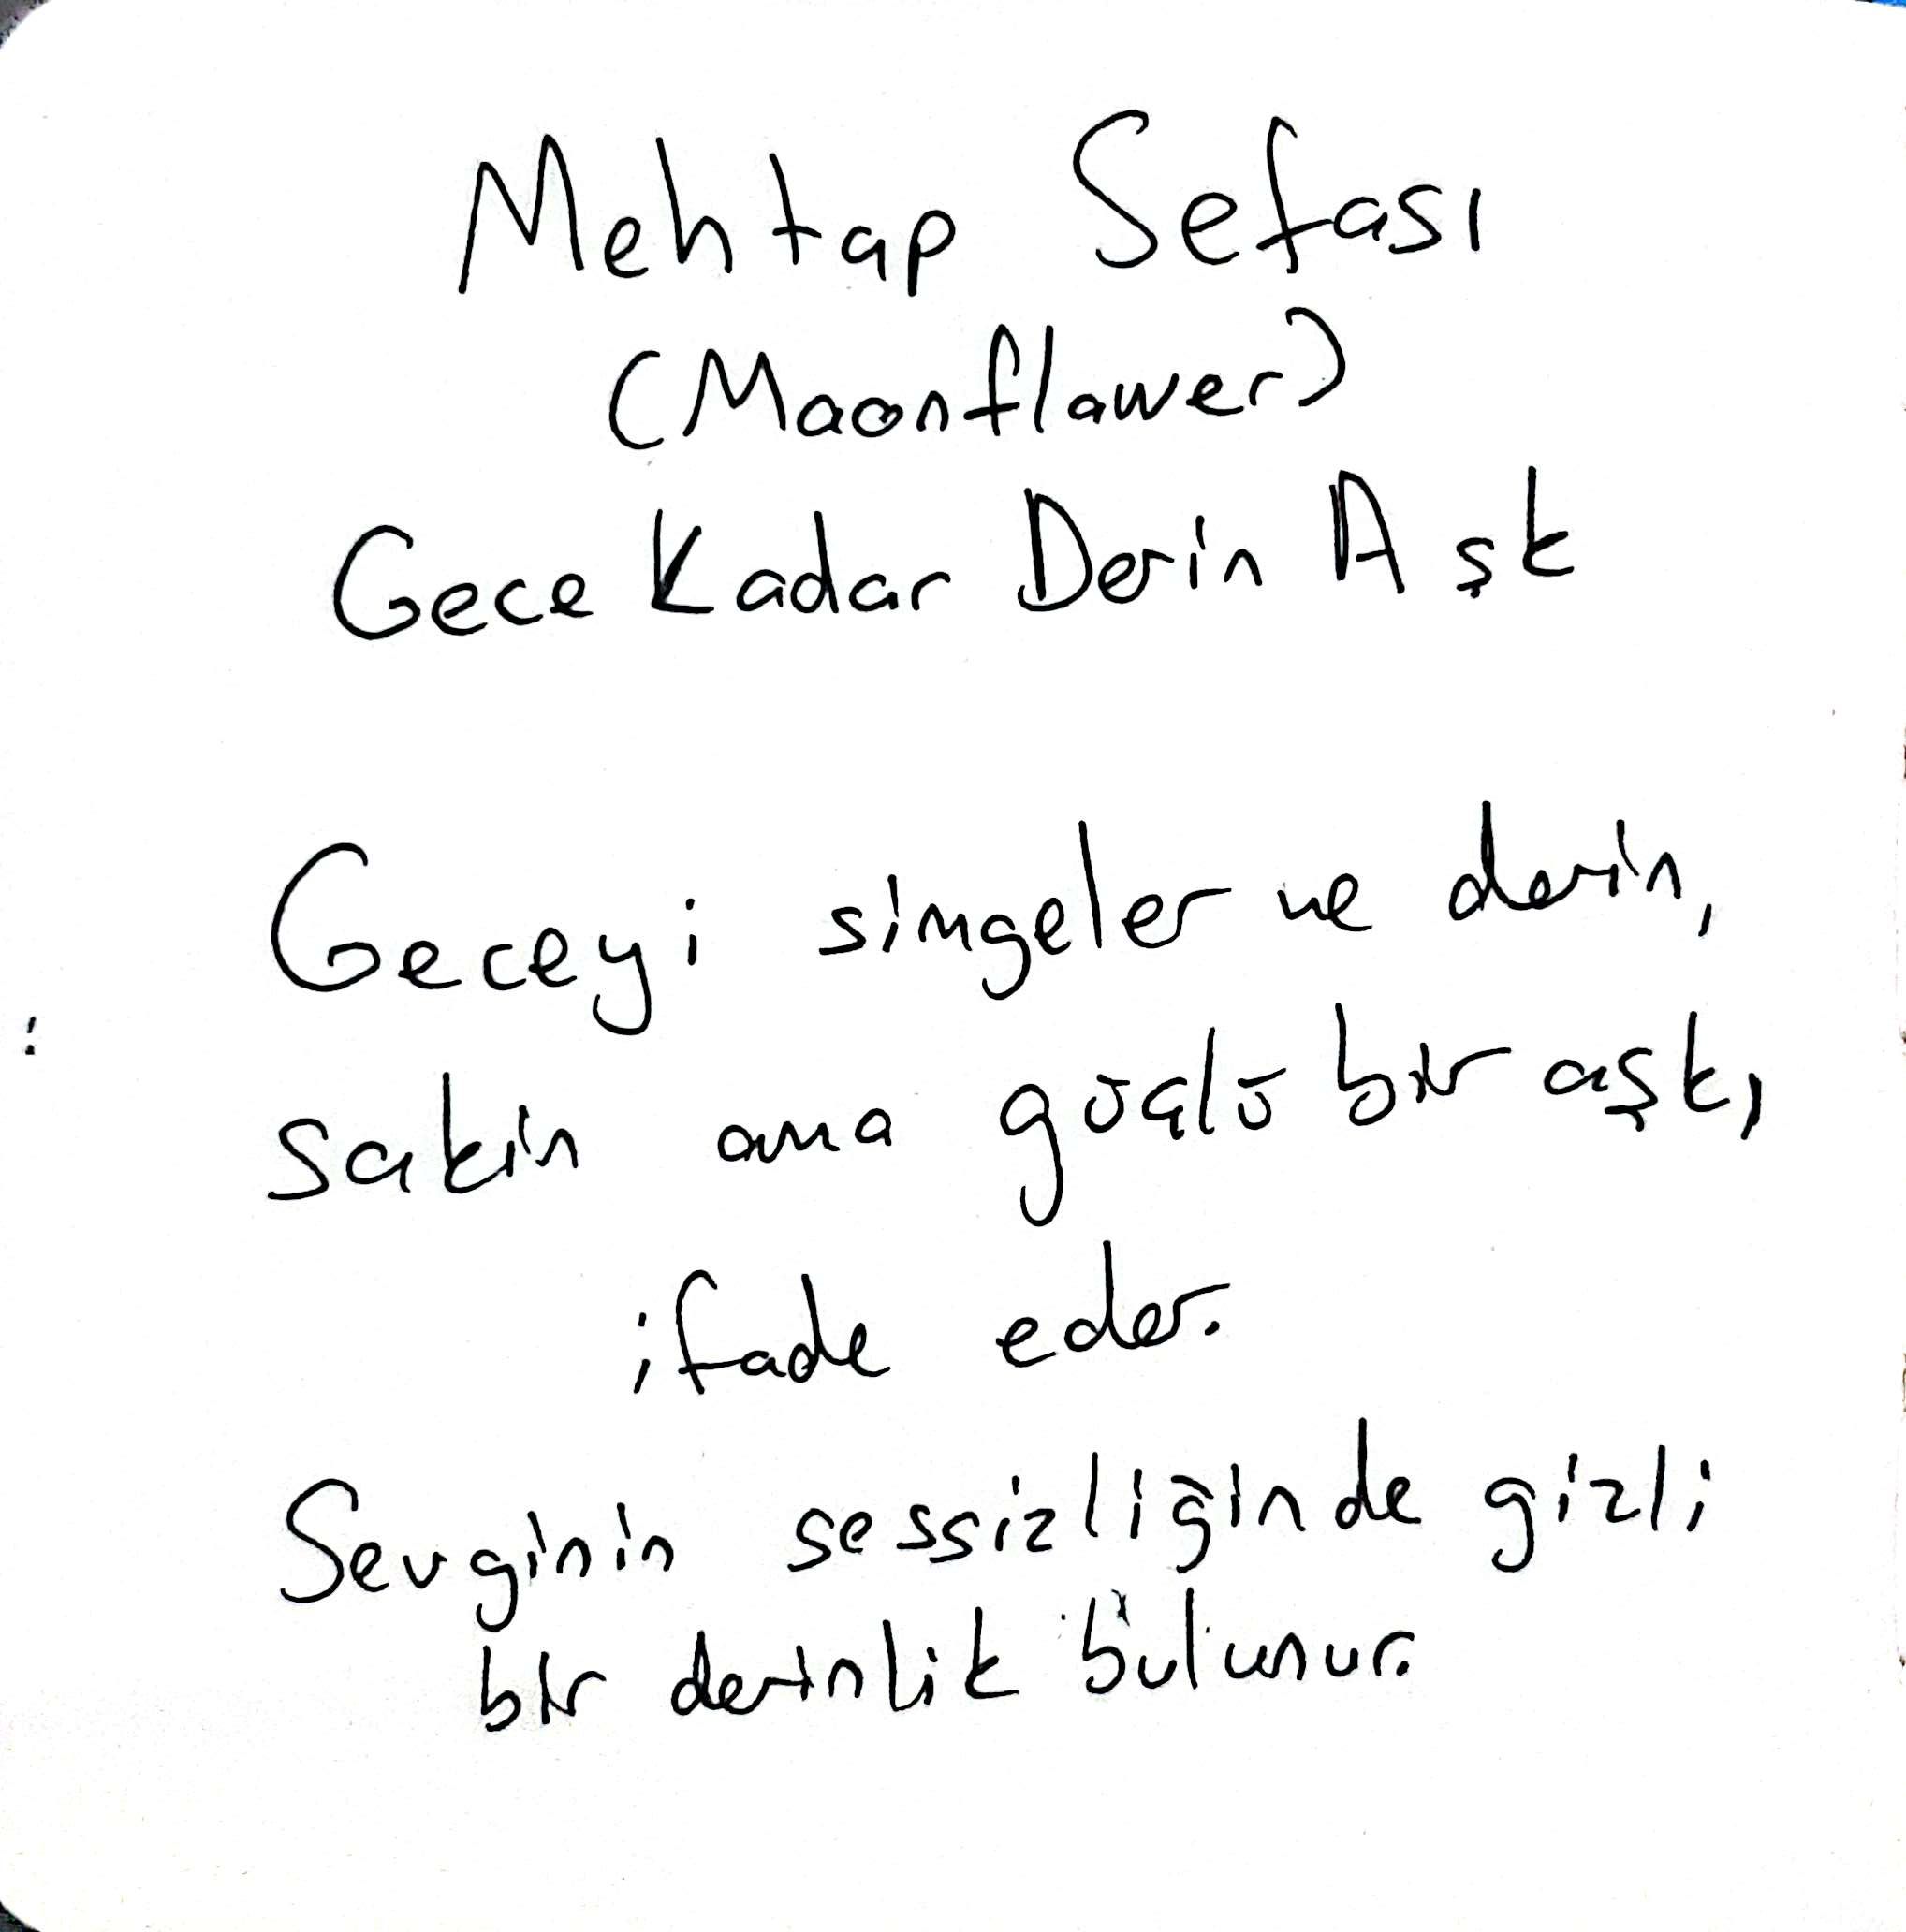 Mehtap Sefası
(Maonflawer)
Gece Kadar Derin Aşk
Geceyi simgeler ve derin,
sakin ama güçlü bir aşkı
ifade eder.
Sevginin sessizliğinde gizli
bir derinlik bulunur.